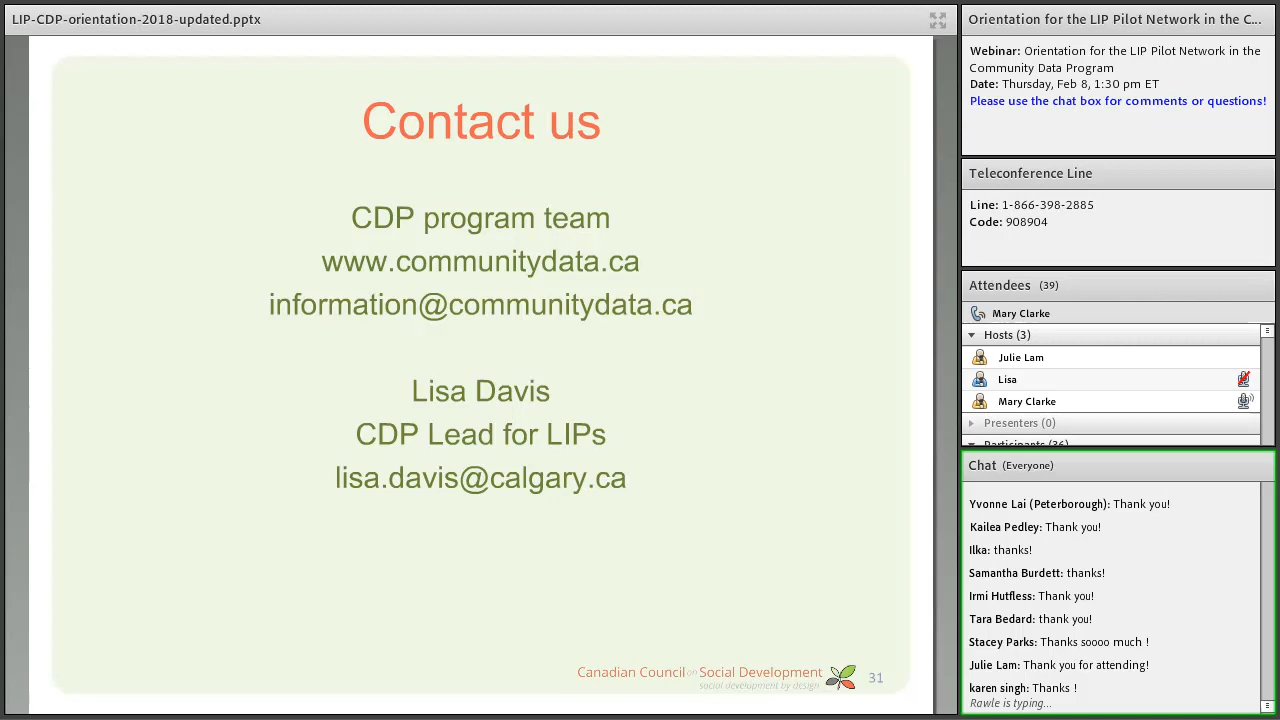 LIP-CDP-orientation-2018-updated.pptx
Contact us
CDP program team
www.communitydata.ca
information@communitydata.ca
Lisa Davis
CDP Lead for LIPs
lisa.davis@calgary.ca
Canadian Council on Social Development
social development by design
31
Orientation for the LIP Pilot Network in the C...
Webinar: Orientation for the LIP Pilot Network in the
Community Data Program
Date: Thursday, Feb 8, 1:30 pm ET
Please use the chat box for comments or questions!
Teleconference Line
Line: 1-866-398-2885
Code: 908904
Attendees (39)
Mary Clarke
Hosts (3)
Julie Lam
Lisa
Mary Clarke
Presenters (0)
Participants (36)
Chat (Everyone)
Yvonne Lai (Peterborough): Thank you!
Kailea Pedley: Thank you!
Ilka: thanks!
Samantha Burdett: thanks!
Irmi Hutfless: Thank you!
Tara Bedard: thank you!
Stacey Parks: Thanks soooo much !
Julie Lam: Thank you for attending!
karen singh: Thanks !
Rawle is typing...